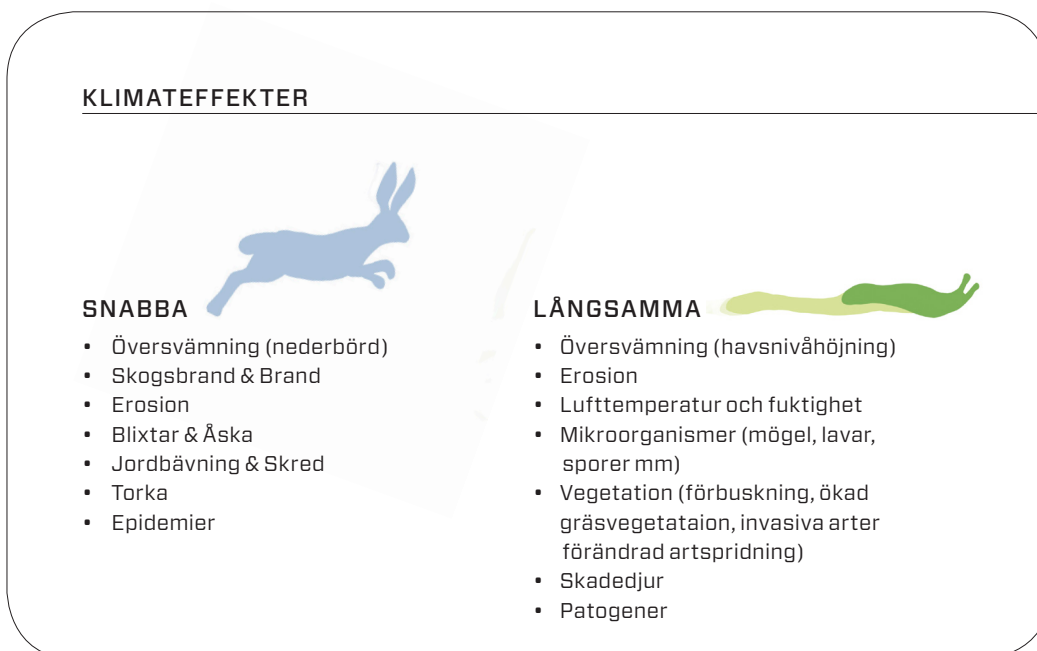 KLIMATEFFEKTER
SNABBA
• Översvämning (nederbörd)
• Skogsbrand & Brand
• Erosion
• Blixtar & Åska
• Jordbävning & Skred
• Torka
• Epidemier
LÅNGSAMMA
• Översvämning (havsnivåhöjning)
• Erosion
• Lufttemperatur och fuktighet
• Mikroorganismer (mögel, lavar,
sporer mm)
• Vegetation (förbuskning, ökad
gräsvegetataion, invasiva arter
förändrad artspridning)
• Skadedjur
• Patogener